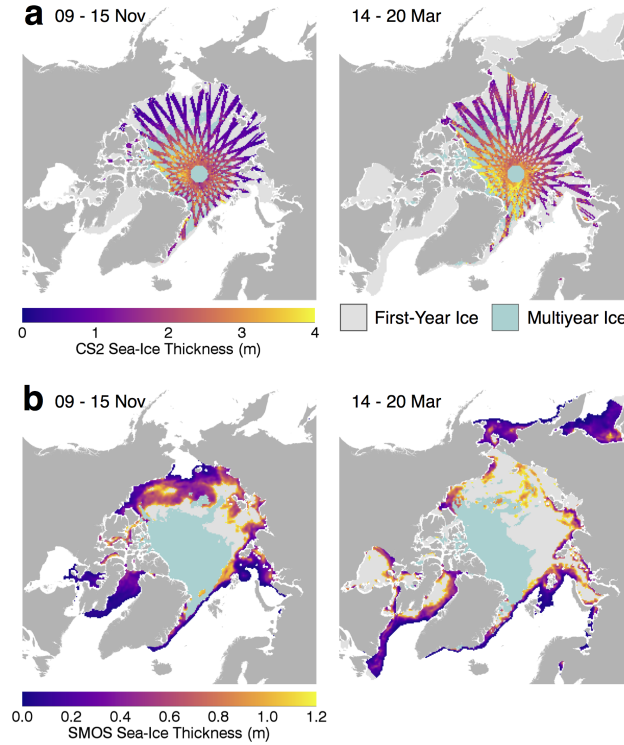 a 09 - 15 Nov
14 - 20 Mar
0 1 2 3 4
CS2 Sea-Ice Thickness (m)
First-Year Ice
Multiyear Ice
b 09 - 15 Nov
14 - 20 Mar
0.0 0.2 0.4 0.6 0.8 1.0 1.2
SMOS Sea-Ice Thickness (m)